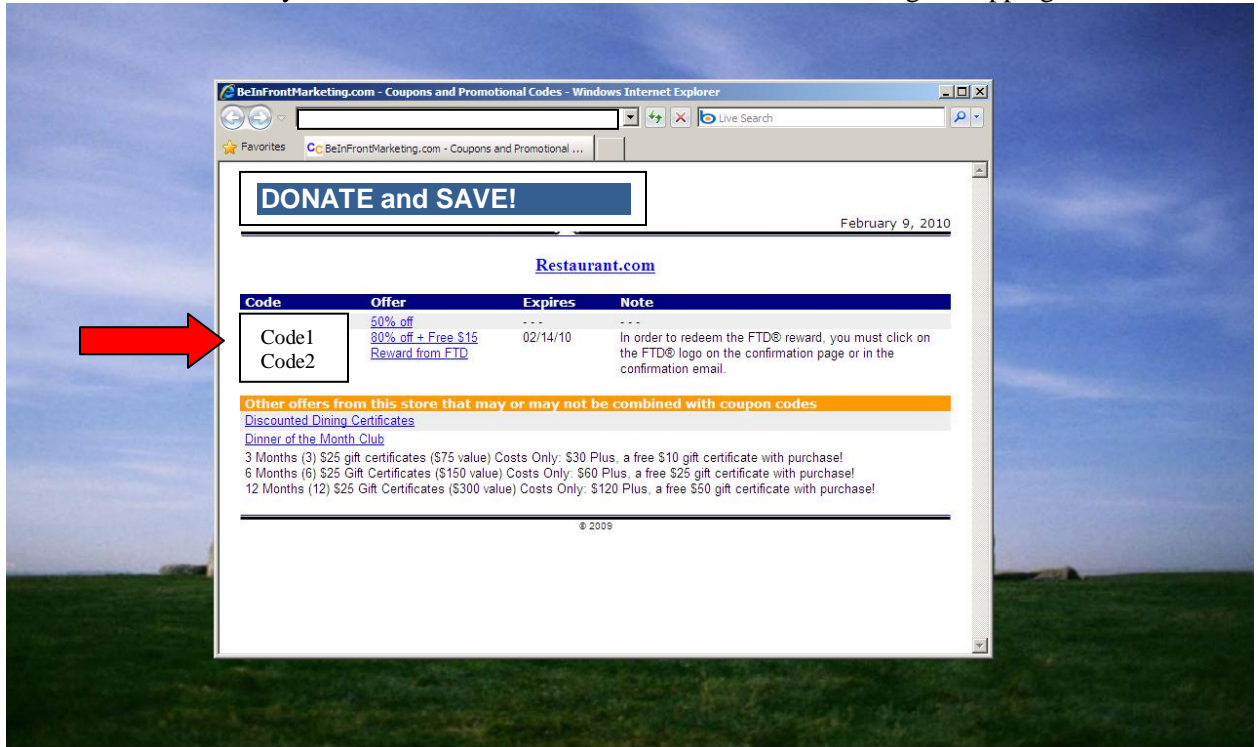 BeInFrontMarketing.com - Coupons and Promotional Codes - Windows Internet Explorer
Live Search
Favorites CC BeInFrontMarketing.com - Coupons and Promotional ...
DONATE and SAVE!
February 9, 2010
Restaurant.com
Code Offer Expires Note
Code1 50% off - - - - - -
Code2 80% off + Free $15 02/14/10 In order to redeem the FTD® reward, you must click on
Reward from FTD the FTD® logo on the confirmation page or in the
confirmation email.
Other offers from this store that may or may not be combined with coupon codes
Discounted Dining Certificates
Dinner of the Month Club
3 Months (3) $25 gift certificates ($75 value) Costs Only: $30 Plus, a free $10 gift certificate with purchase!
6 Months (6) $25 Gift Certificates ($150 value) Costs Only: $60 Plus, a free $25 gift certificate with purchase!
12 Months (12) $25 Gift Certificates ($300 value) Costs Only: $120 Plus, a free $50 gift certificate with purchase!
© 2009